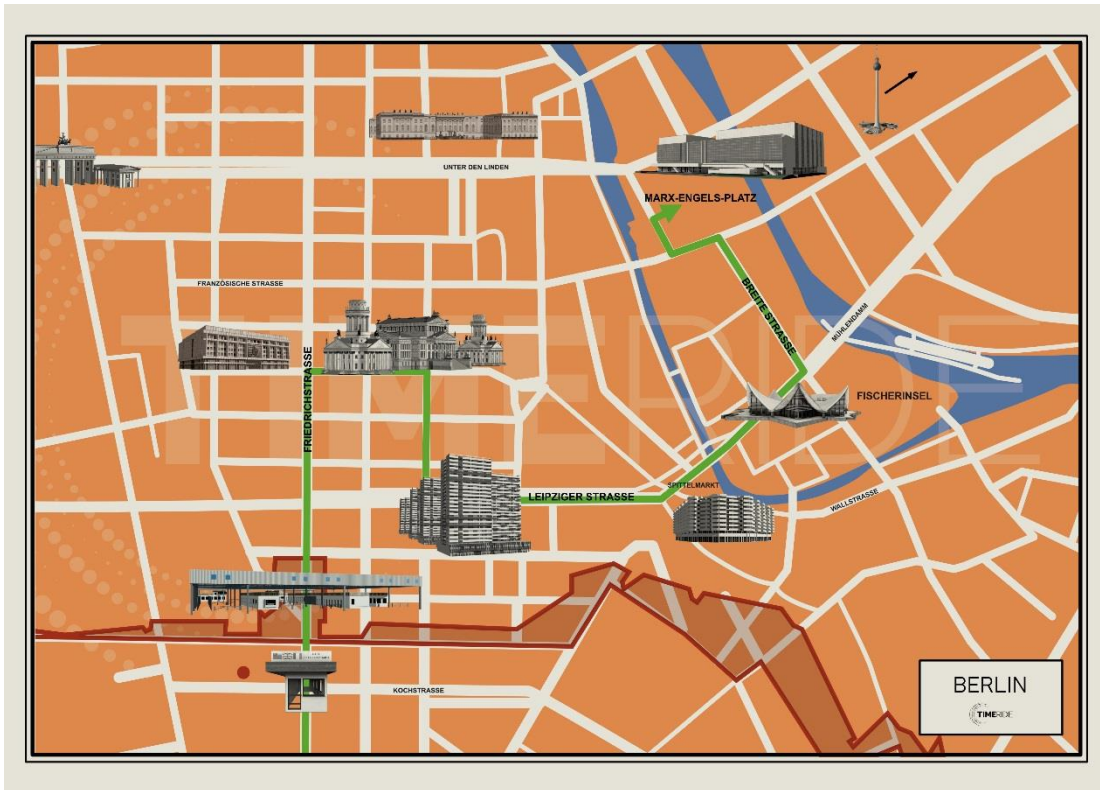 UNTER DEN LINDEN
MARX-ENGELS-PLATZ
FRANZÖSISCHE STRASSE
BREITE STRASSE
MÜHLENDAMM
FRIEDRICHSTRASSE
TIMERIDE
FISCHERINSEL
LEIPZIGER STRASSE
SPITTELMARKT
WALLSTRASSE
KOCHSTRASSE
BERLIN
TIMERIDE